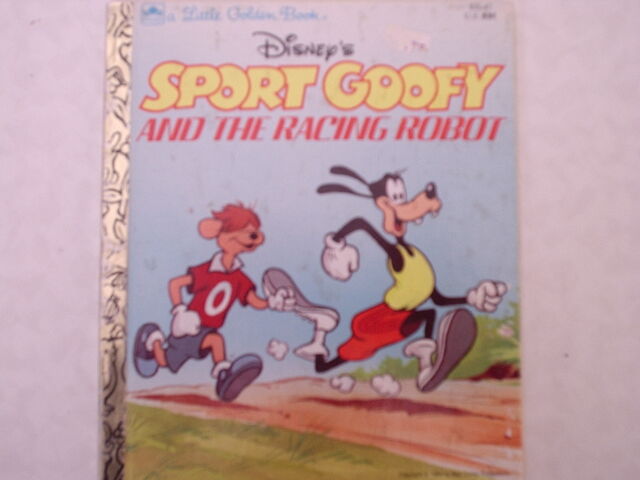 a Little Golden Book
DISNEY'S
SPORT GOOFY
AND THE RACING ROBOT
O